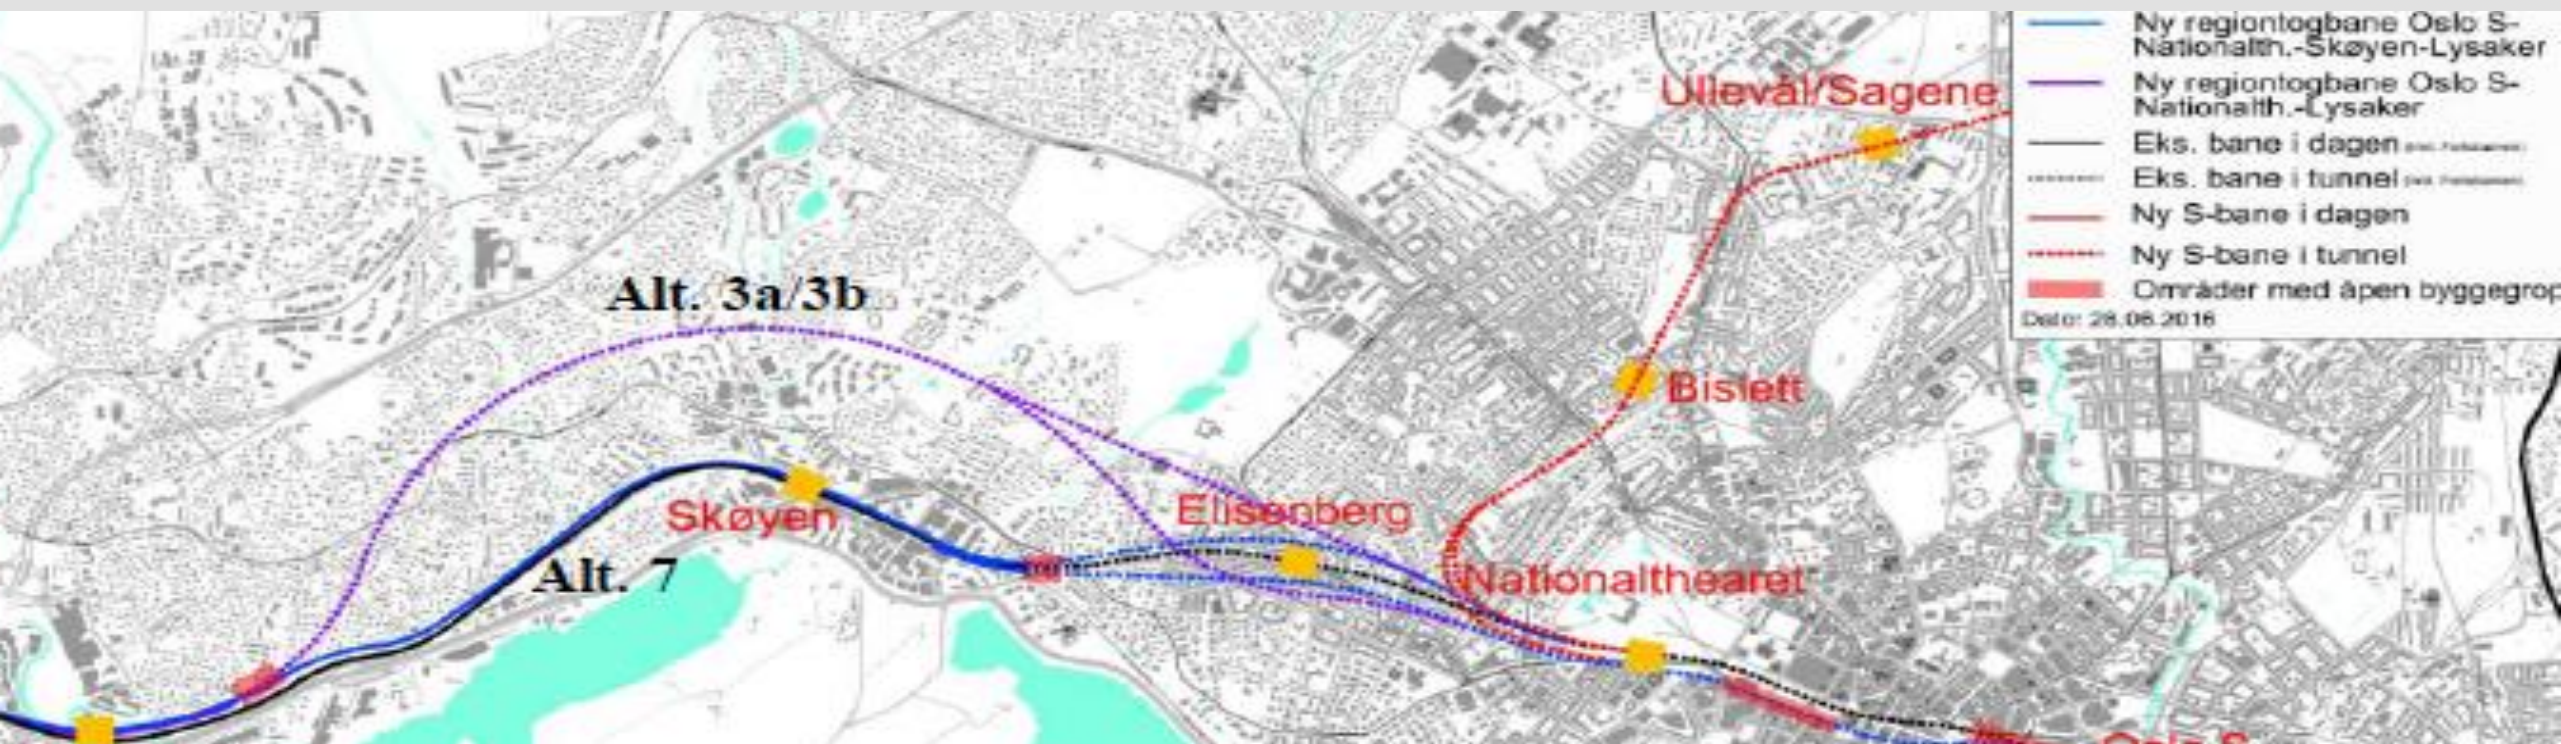 Ny regiontogbane Oslo S-
Nationalth.-Skøyen-Lysaker
Ny regiontogbane Oslo S-
Nationalth.-Lysaker
Eks. bane i dagen
Eks. bane i tunnel
Ny S-bane i dagen
Ny S-bane i tunnel
Områder med åpen byggegrop
Dato: 28.06.2016
Ullevål/Sagene
Alt. 3a/3b
Bislett
Skøyen
Elisenberg
Alt. 7
Nationalthearet
Oslo S